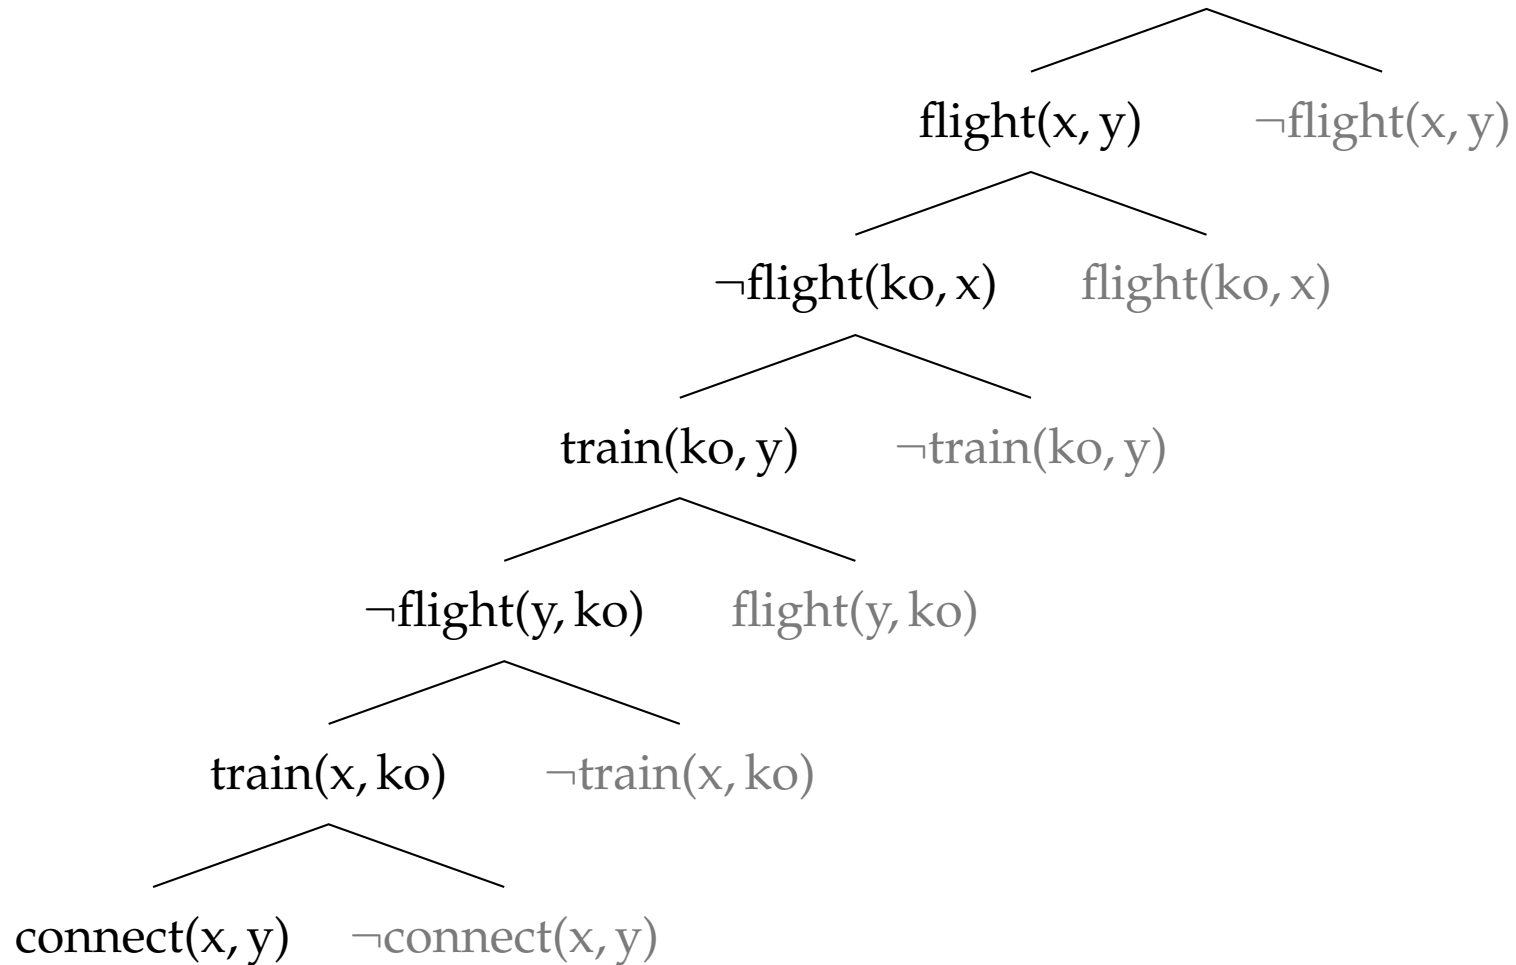 flight(x, y) ¬flight(x, y)
¬flight(ko, x) flight(ko, x)
train(ko, y) ¬train(ko, y)
¬flight(y, ko) flight(y, ko)
train(x, ko) ¬train(x, ko)
connect(x, y) ¬connect(x, y)